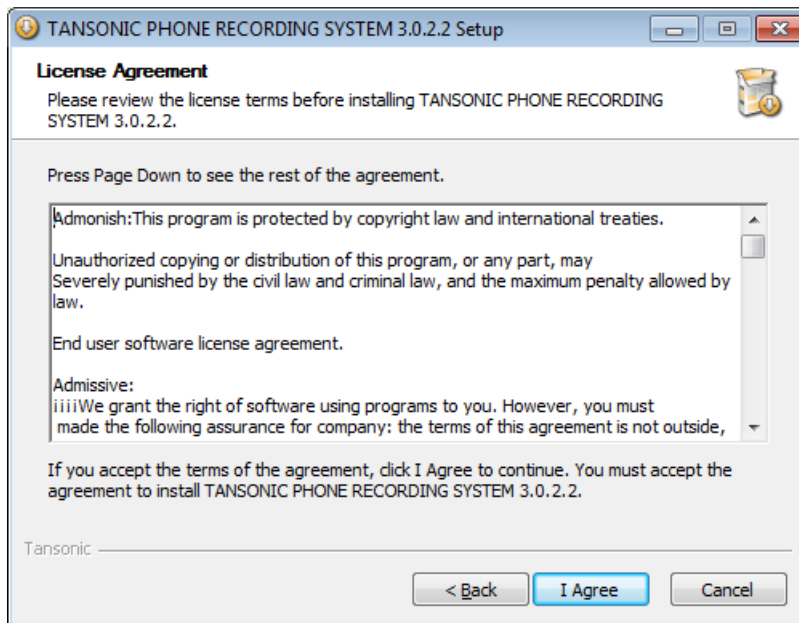 TANSONIC PHONE RECORDING SYSTEM 3.0.2.2 Setup
License Agreement
Please review the license terms before installing TANSONIC PHONE RECORDING
SYSTEM 3.0.2.2.
Press Page Down to see the rest of the agreement.
Admonish:This program is protected by copyright law and international treaties.
Unauthorized copying or distribution of this program, or any part, may
Severely punished by the civil law and criminal law, and the maximum penalty allowed by
law.
End user software license agreement.
Admissive:
iiiiWe grant the right of software using programs to you. However, you must
made the following assurance for company: the terms of this agreement is not outside,
If you accept the terms of the agreement, click I Agree to continue. You must accept the
agreement to install TANSONIC PHONE RECORDING SYSTEM 3.0.2.2.
Tansonic
< Back
I Agree
Cancel